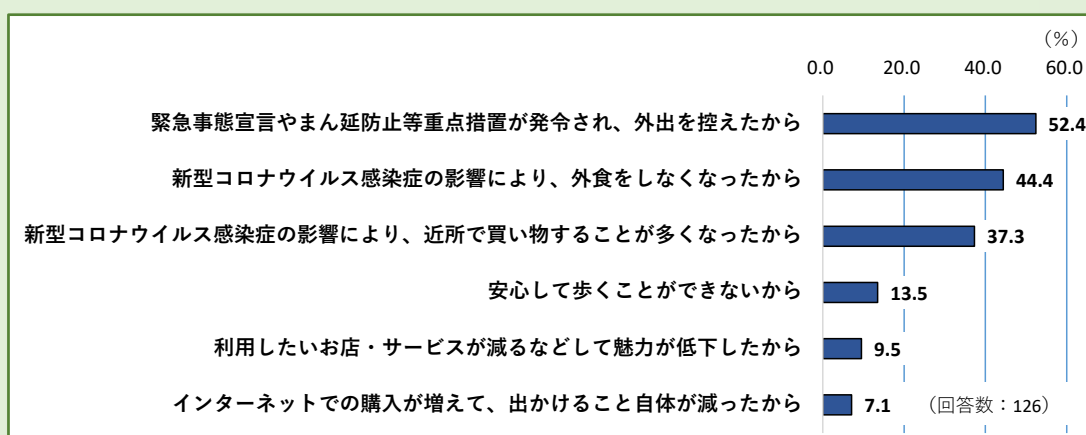 （%）
0.0 20.0 40.0 60.0
緊急事態宣言やまん延防止等重点措置が発令され、外出を控えたから 52.4
新型コロナウイルス感染症の影響により、外食をしなくなったから 44.4
新型コロナウイルス感染症の影響により、近所で買い物することが多くなったから 37.3
安心して歩くことができないから 13.5
利用したいお店・サービスが減るなどして魅力が低下したから 9.5
インターネットでの購入が増えて、出かけること自体が減ったから 7.1 （回答数：126）